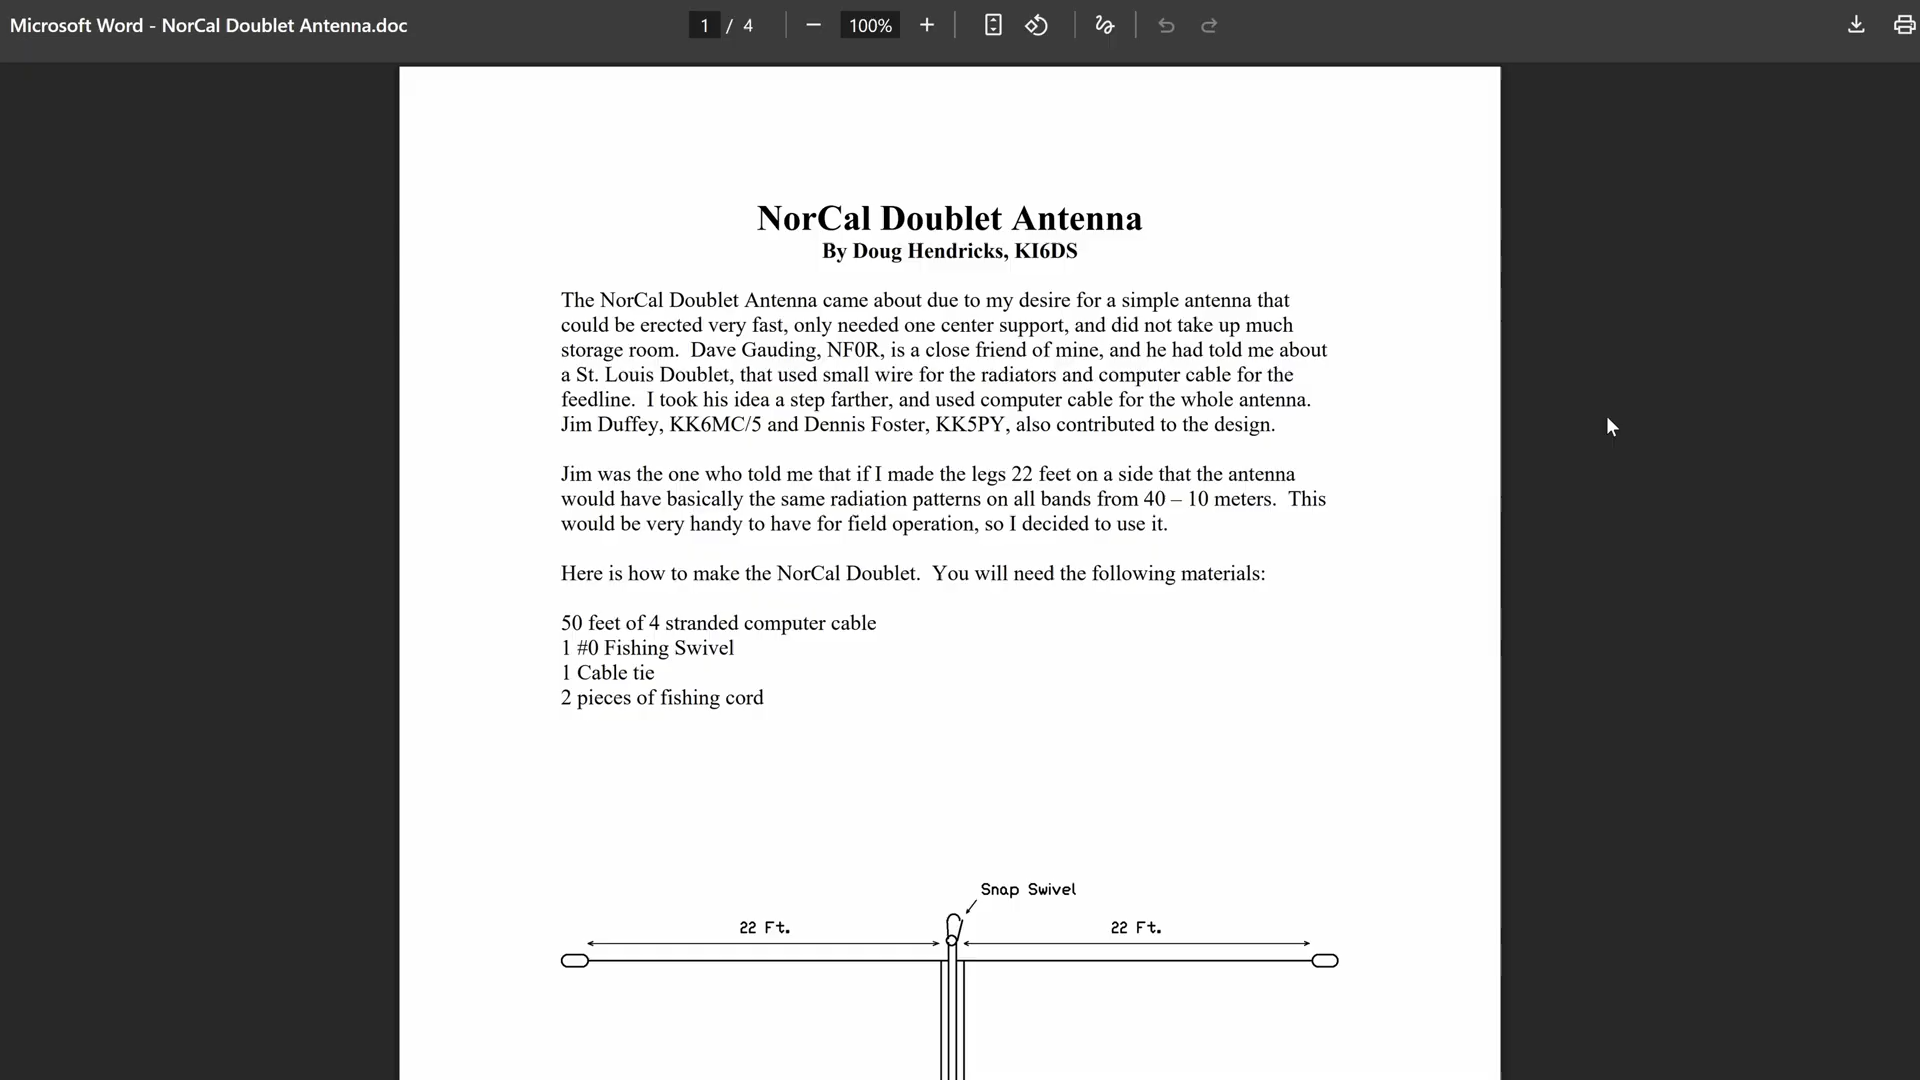 Microsoft Word - NorCal Doublet Antenna.doc
1 / 4
100%
NorCal Doublet Antenna
By Doug Hendricks, KI6DS
The NorCal Doublet Antenna came about due to my desire for a simple antenna that
could be erected very fast, only needed one center support, and did not take up much
storage room.  Dave Gauding, NF0R, is a close friend of mine, and he had told me about
a St. Louis Doublet, that used small wire for the radiators and computer cable for the
feedline.  I took his idea a step farther, and used computer cable for the whole antenna.
Jim Duffey, KK6MC/5 and Dennis Foster, KK5PY, also contributed to the design.
Jim was the one who told me that if I made the legs 22 feet on a side that the antenna
would have basically the same radiation patterns on all bands from 40 – 10 meters.  This
would be very handy to have for field operation, so I decided to use it.
Here is how to make the NorCal Doublet.  You will need the following materials:
50 feet of 4 stranded computer cable
1 #0 Fishing Swivel
1 Cable tie
2 pieces of fishing cord
Snap Swivel
22 Ft.
22 Ft.